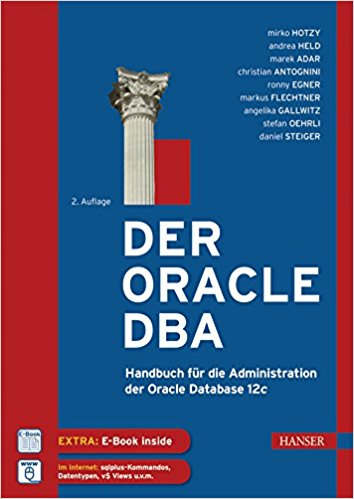 mirko HOTZY
andrea HELD
marek ADAR
christian ANTOGNINI
ronny EGNER
markus FLECHTNER
angelika GALLWITZ
stefan OEHRLI
daniel STEIGER
2. Auflage
DER
ORACLE
DBA
Handbuch für die Administration
der Oracle Database 12c
E-Book
EXTRA: E-Book inside
HANSER
WWW
Im Internet: sqlplus-Kommandos,
Datentypen, v$ Views u.v.m.